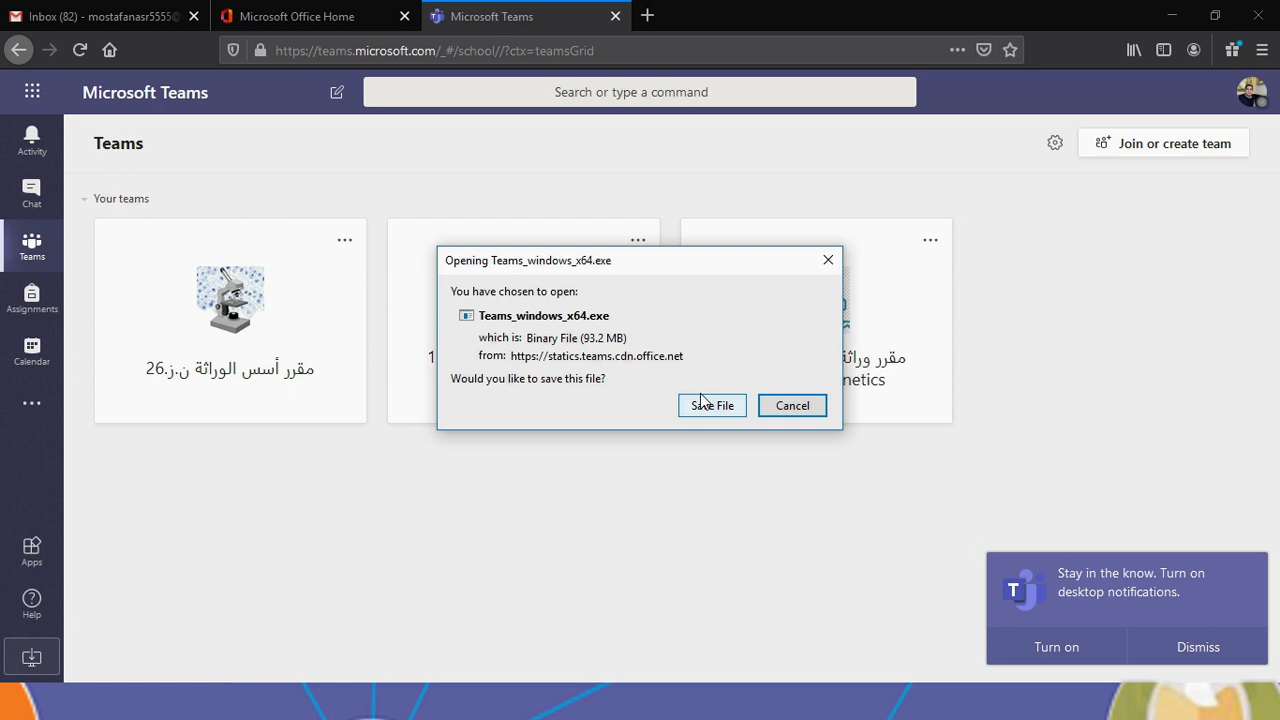 Inbox (82) - mostafanasr5555@
Microsoft Office Home
Microsoft Teams
https://teams.microsoft.com/_#/school//?ctx=teamsGrid
Microsoft Teams
Search or type a command
Activity
Chat
Teams
Assignments
Calendar
Apps
Help
Teams
Join or create team
Your teams
مقرر أسس الوراثة ن.ز.26
1
مقرر وراثة
netics
Opening Teams_windows_x64.exe
You have chosen to open:
Teams_windows_x64.exe
which is: Binary File (93.2 MB)
from: https://statics.teams.cdn.office.net
Would you like to save this file?
Save File
Cancel
Stay in the know. Turn on
desktop notifications.
Turn on
Dismiss